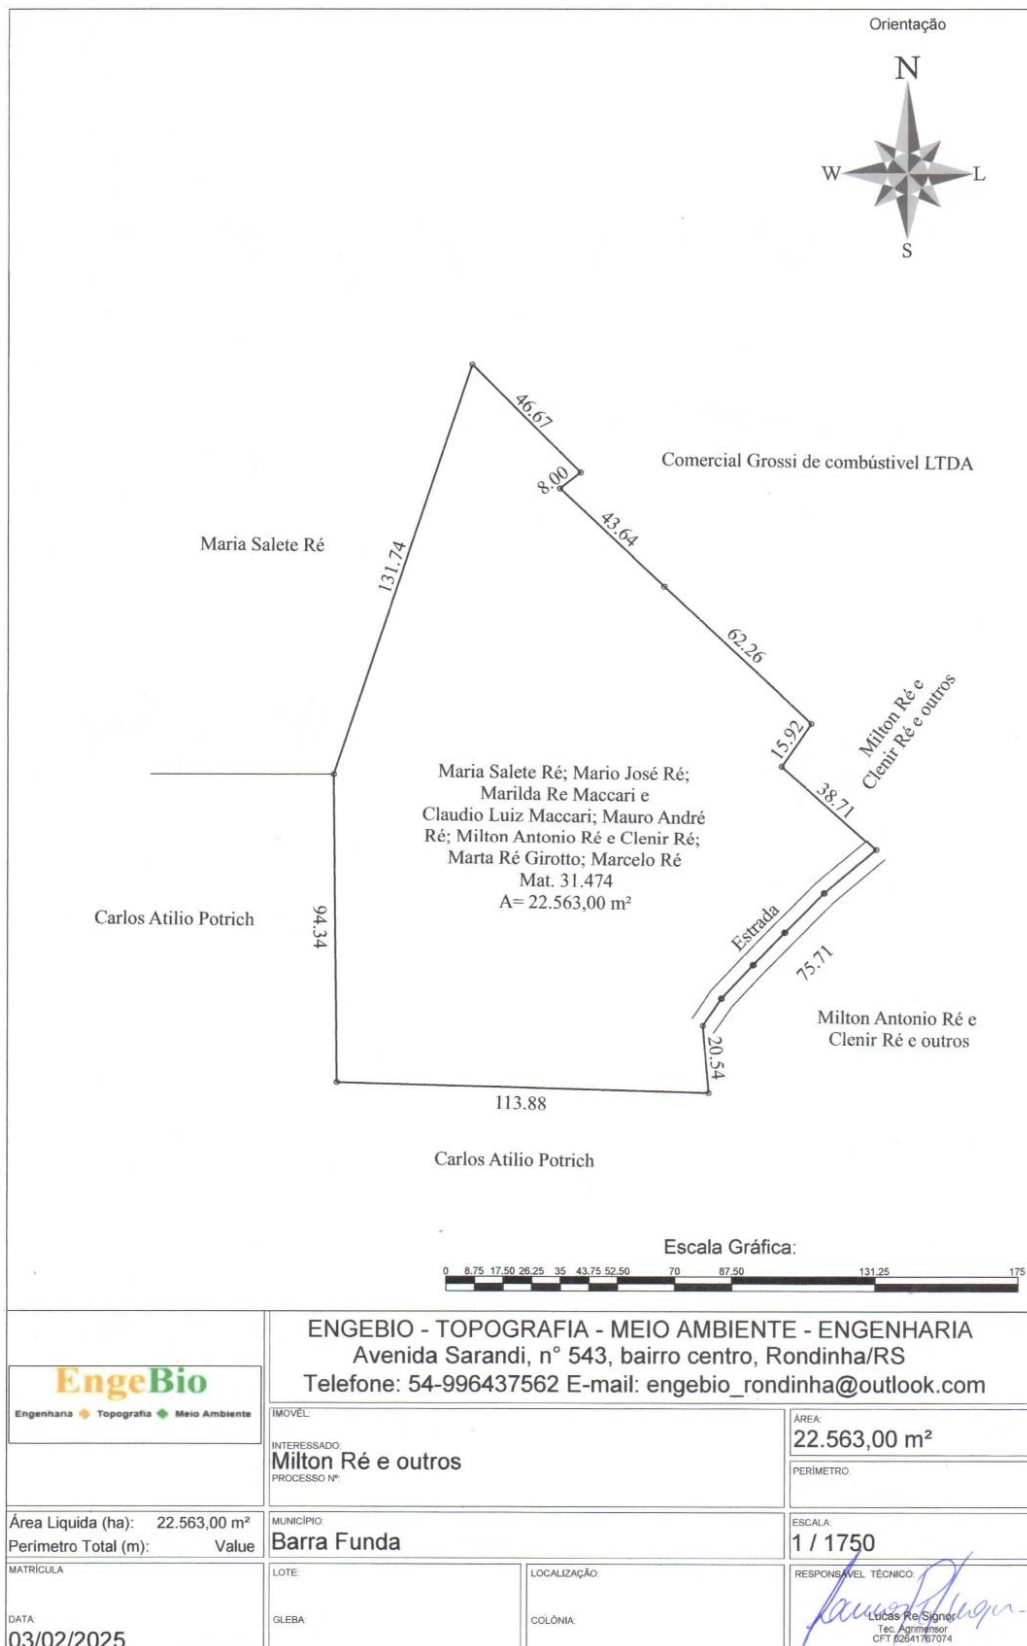 Orientação
N
W
L
S
46.67
Comercial Grossi de combústivel LTDA
8.00
43.64
Maria Salete Ré
131.74
62.26
Milton Ré e
Clenir Ré e outros
15.92
38.71
Maria Salete Ré; Mario José Ré;
Marilda Re Maccari e
Claudio Luiz Maccari; Mauro André
Ré; Milton Antonio Ré e Clenir Ré;
Marta Ré Girotto; Marcelo Ré
Mat. 31.474
A= 22.563,00 m²
Carlos Atilio Potrich
94.34
Estrada
75.71
Milton Antonio Ré e
Clenir Ré e outros
20.54
113.88
Carlos Atilio Potrich
Escala Gráfica:
0 8.75 17.50 26.25 35 43.75 52.50 70 87.50 131.25 175
ENGEBIO - TOPOGRAFIA - MEIO AMBIENTE - ENGENHARIA
Avenida Sarandi, n° 543, bairro centro, Rondinha/RS
Telefone: 54-996437562 E-mail: engebio_rondinha@outlook.com
EngeBio
Engenharia Topografia Meio Ambiente
IMOVÉL:
INTERESSADO:
Milton Ré e outros
PROCESSO Nº:
ÁREA:
22.563,00 m²
PERÍMETRO:
Área Liquida (ha): 22.563,00 m²
Perímetro Total (m): Value
MUNICÍPIO:
Barra Funda
ESCALA:
1 / 1750
MATRÍCULA
LOTE:
LOCALIZAÇÃO:
RESPONSÁVEL TÉCNICO:
DATA:
03/02/2025
GLEBA:
COLÔNIA:
Lucas Re Signor
Tec. Agrimensor
CFT 02641767074